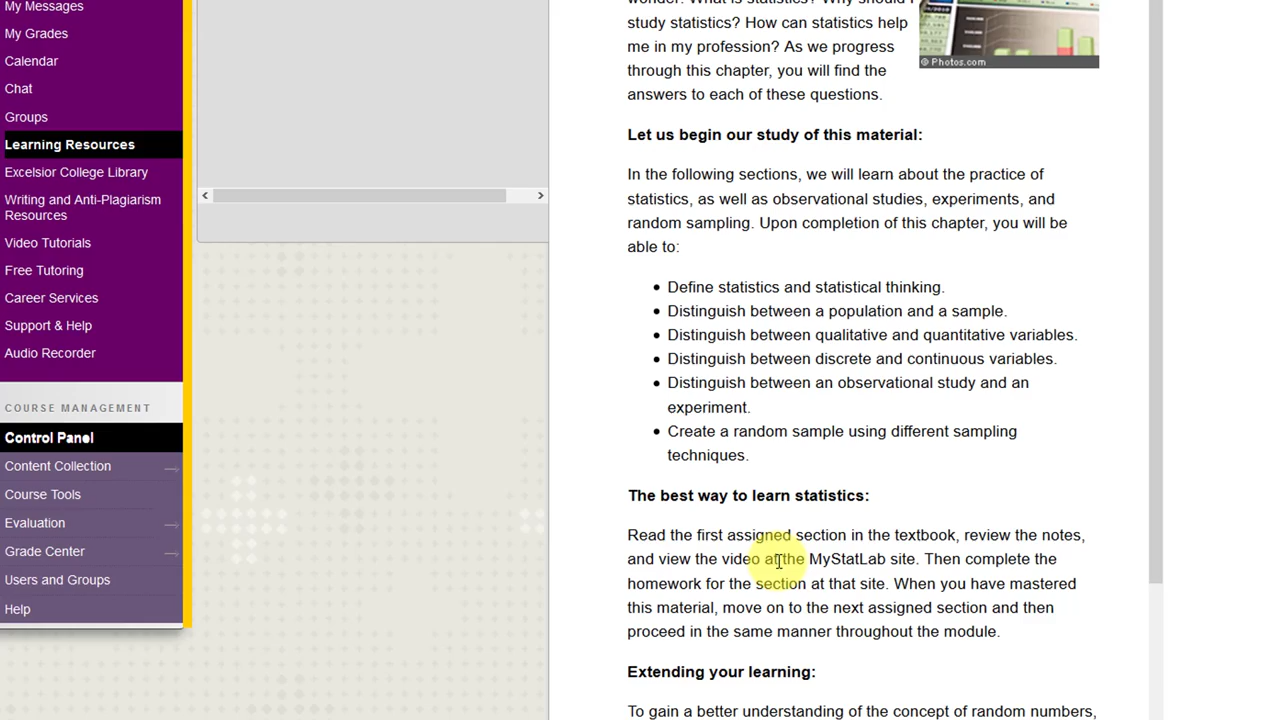 My Messages
My Grades
Calendar
Chat
Groups
Learning Resources
Excelsior College Library
Writing and Anti-Plagiarism
Resources
Video Tutorials
Free Tutoring
Career Services
Support & Help
Audio Recorder
COURSE MANAGEMENT
Control Panel
Content Collection
Course Tools
Evaluation
Grade Center
Users and Groups
Help
wonder: What is statistics? Why should I
study statistics? How can statistics help
me in my profession? As we progress
through this chapter, you will find the
answers to each of these questions.
© Photos.com
Let us begin our study of this material:
In the following sections, we will learn about the practice of
statistics, as well as observational studies, experiments, and
random sampling. Upon completion of this chapter, you will be
able to:
Define statistics and statistical thinking.
Distinguish between a population and a sample.
Distinguish between qualitative and quantitative variables.
Distinguish between discrete and continuous variables.
Distinguish between an observational study and an
experiment.
Create a random sample using different sampling
techniques.
The best way to learn statistics:
Read the first assigned section in the textbook, review the notes,
and view the video at the MyStatLab site. Then complete the
homework for the section at that site. When you have mastered
this material, move on to the next assigned section and then
proceed in the same manner throughout the module.
Extending your learning:
To gain a better understanding of the concept of random numbers,